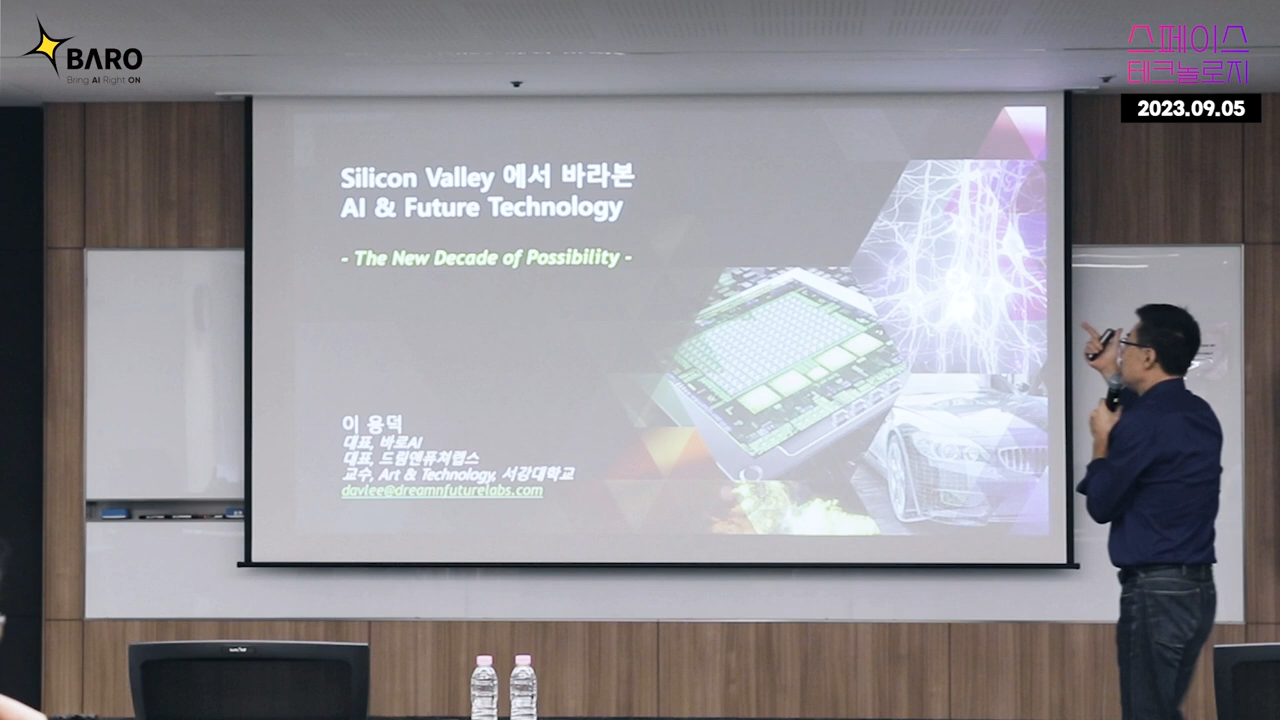 BARO
Bring AI Right ON
스페이스
테크놀로지
2023.09.05
Silicon Valley 에서 바라본
AI & Future Technology
- The New Decade of Possibility -
이 용덕
대표, 바로AI
대표, 드림앤퓨쳐랩스
교수, Art & Technology, 서강대학교
davlee@dreamnfuturelabs.com